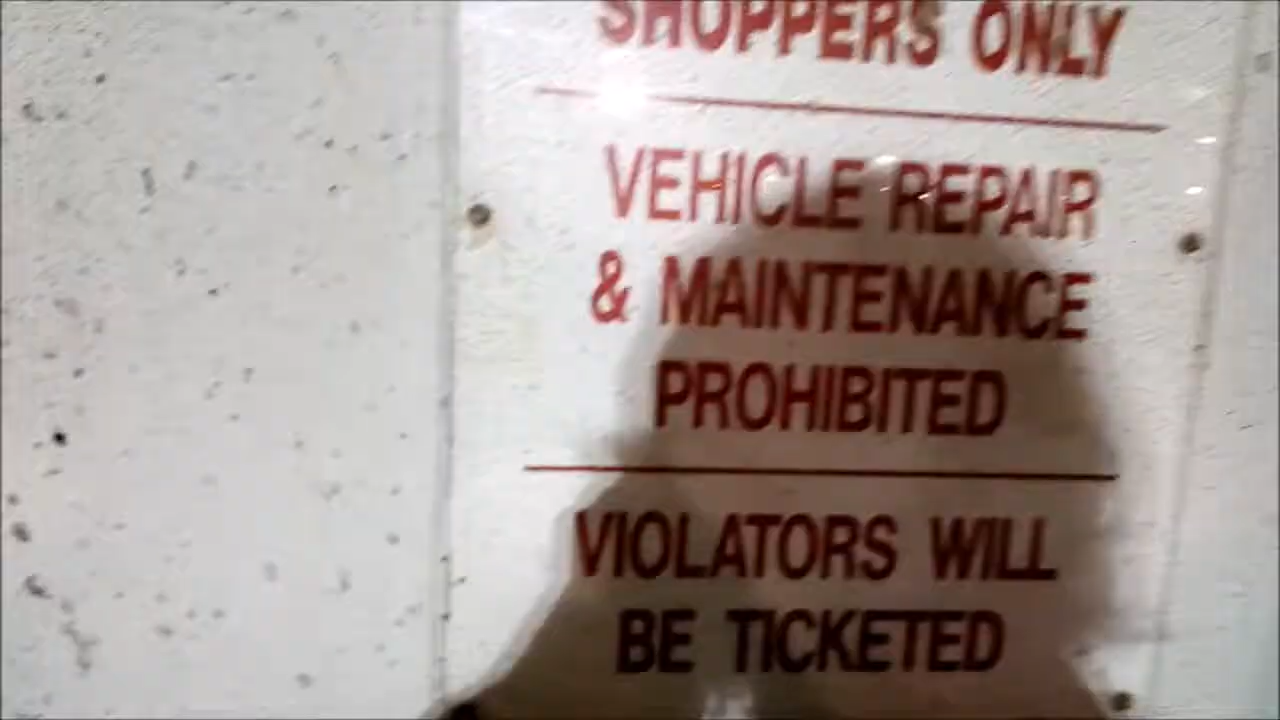 SHOPPERS ONLY
VEHICLE REPAIR
& MAINTENANCE
PROHIBITED
VIOLATORS WILL
BE TICKETED